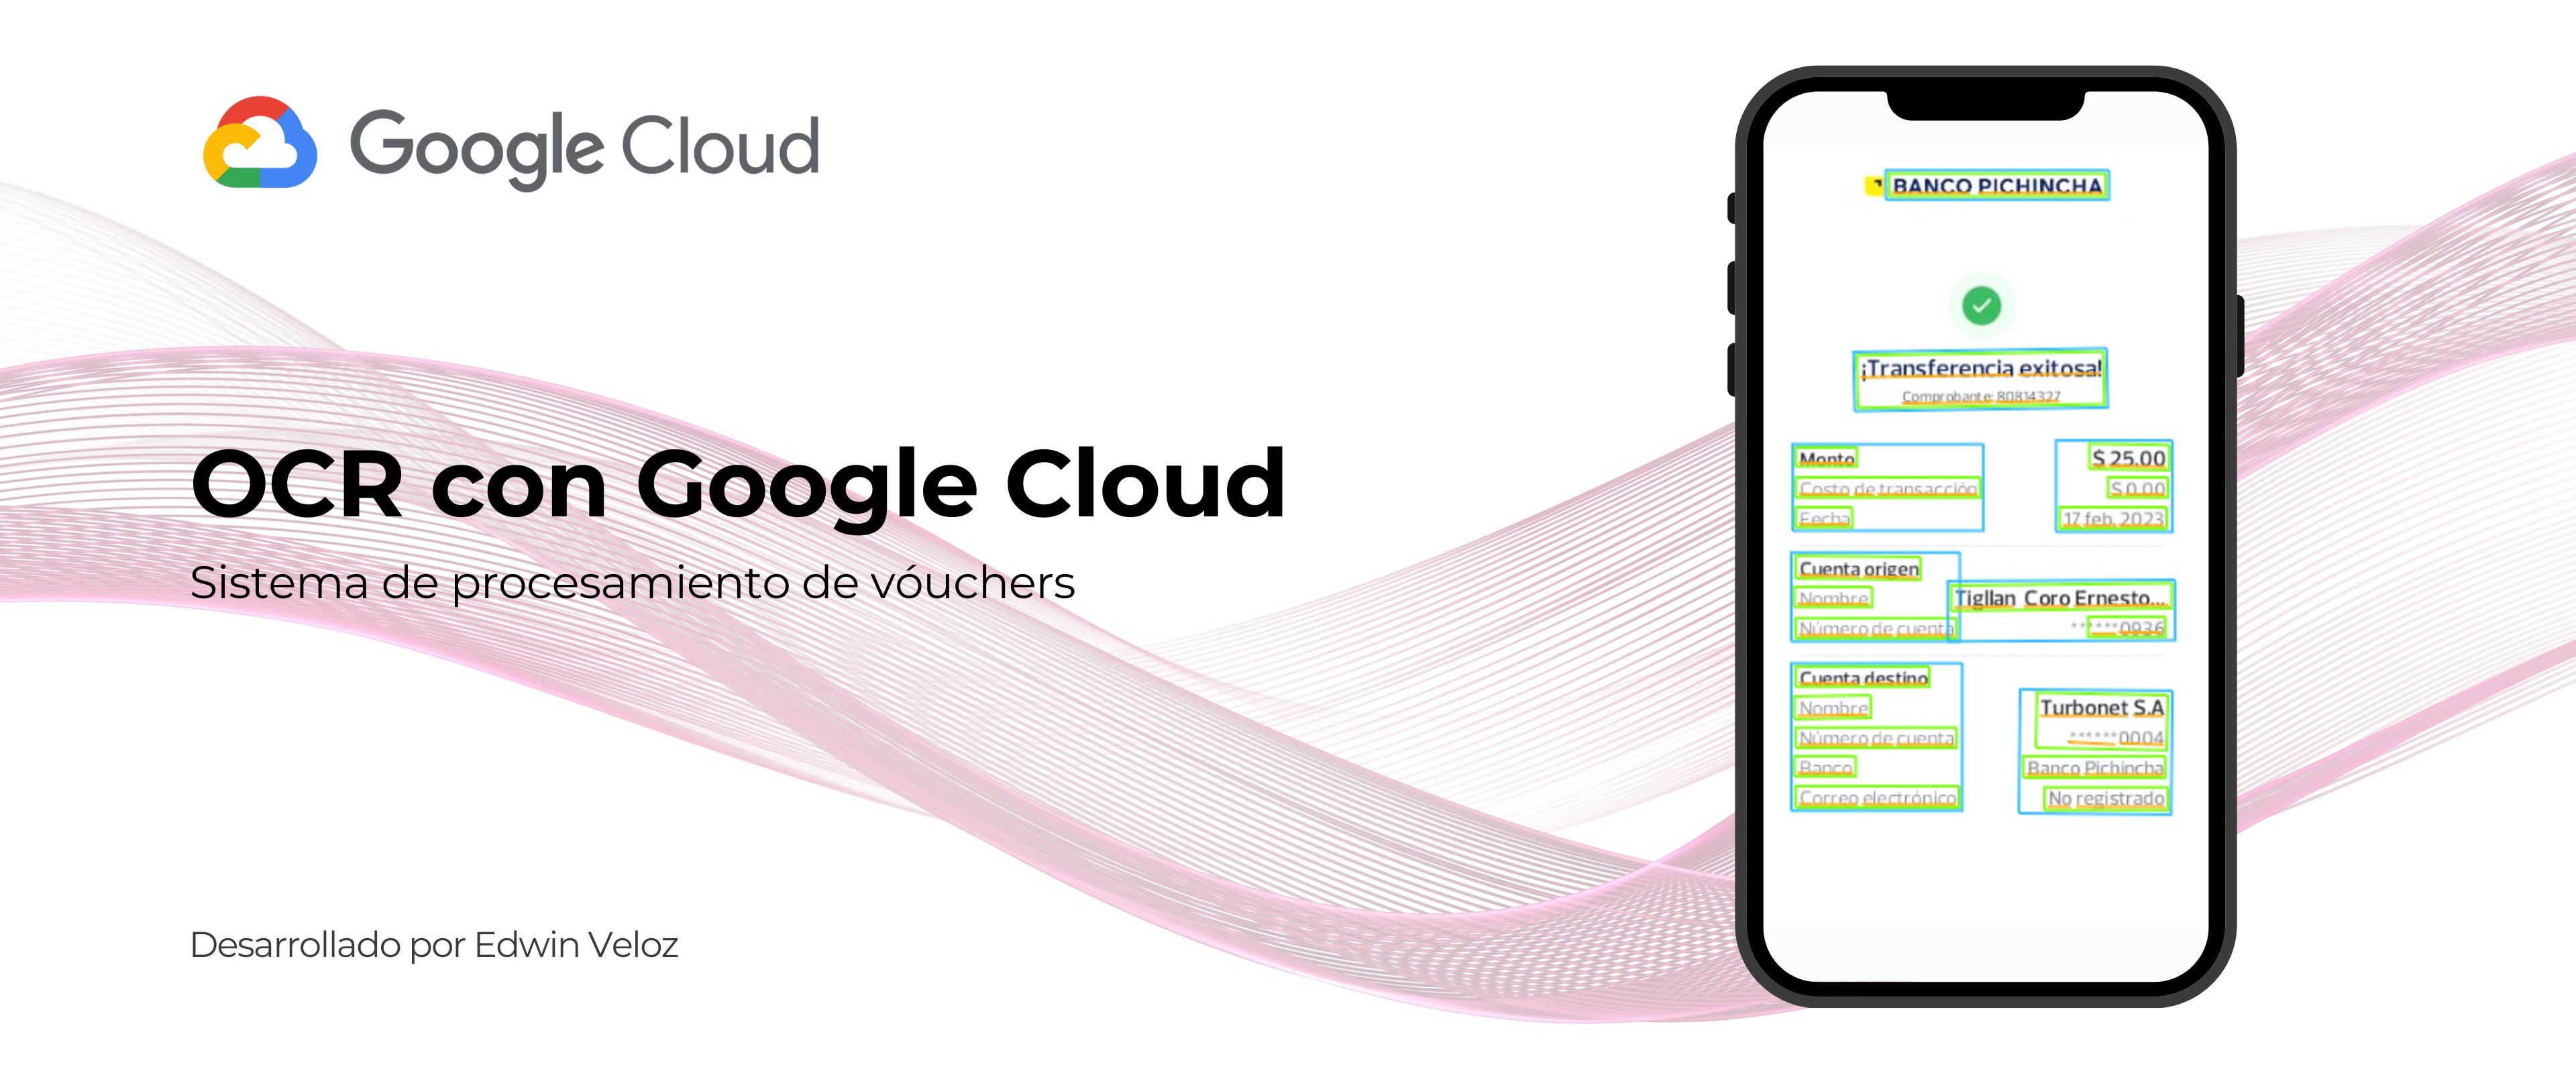 Google Cloud
OCR con Google Cloud
Sistema de procesamiento de vóuchers
Desarrollado por Edwin Veloz
BANCO PICHINCHA
¡Transferencia exitosa!
Comprobante: 80814327
Monto $ 25.00
Costo de transacción $ 0.00
Fecha 17 feb. 2023
Cuenta origen
Nombre Tigllan Coro Ernesto...
Número de cuenta ******0936
Cuenta destino
Nombre Turbonet S.A
Número de cuenta ******0004
Banco Banco Pichincha
Correo electrónico No registrado